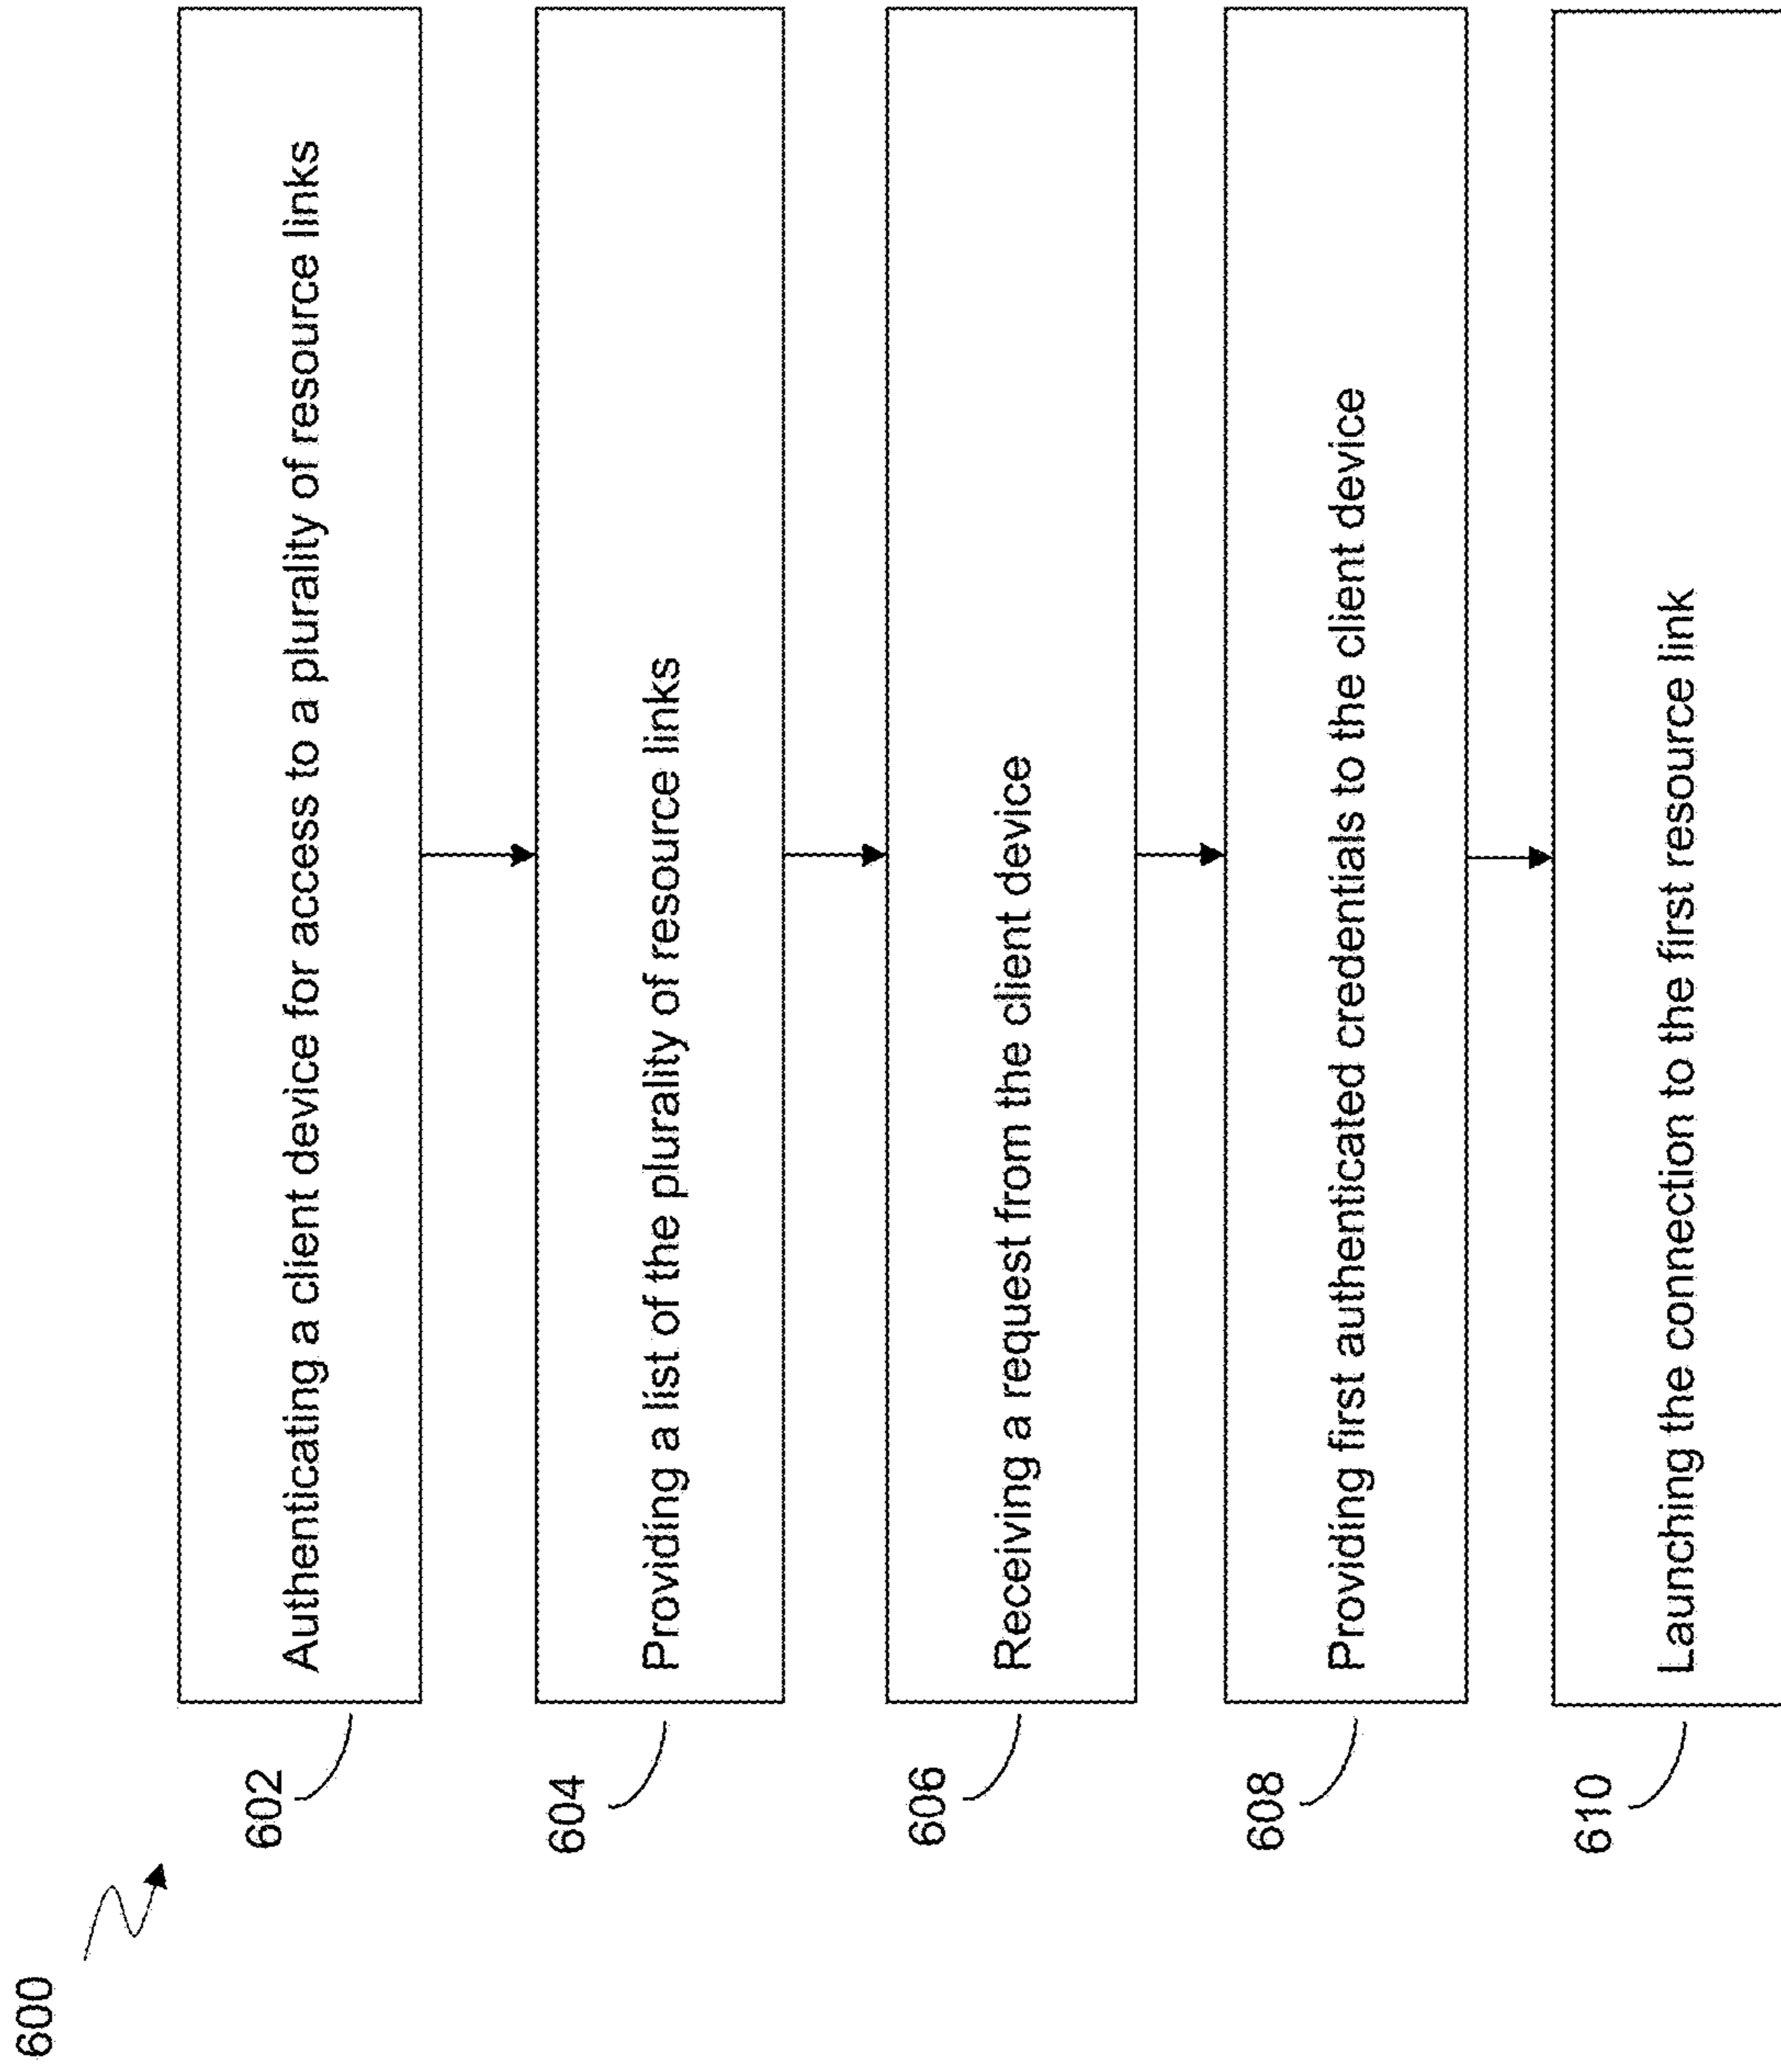 600
602
Authenticating a client device for access to a plurality of resource links
604
Providing a list of the plurality of resource links
606
Receiving a request from the client device
608
Providing first authenticated credentials to the client device
610
Launching the connection to the first resource link